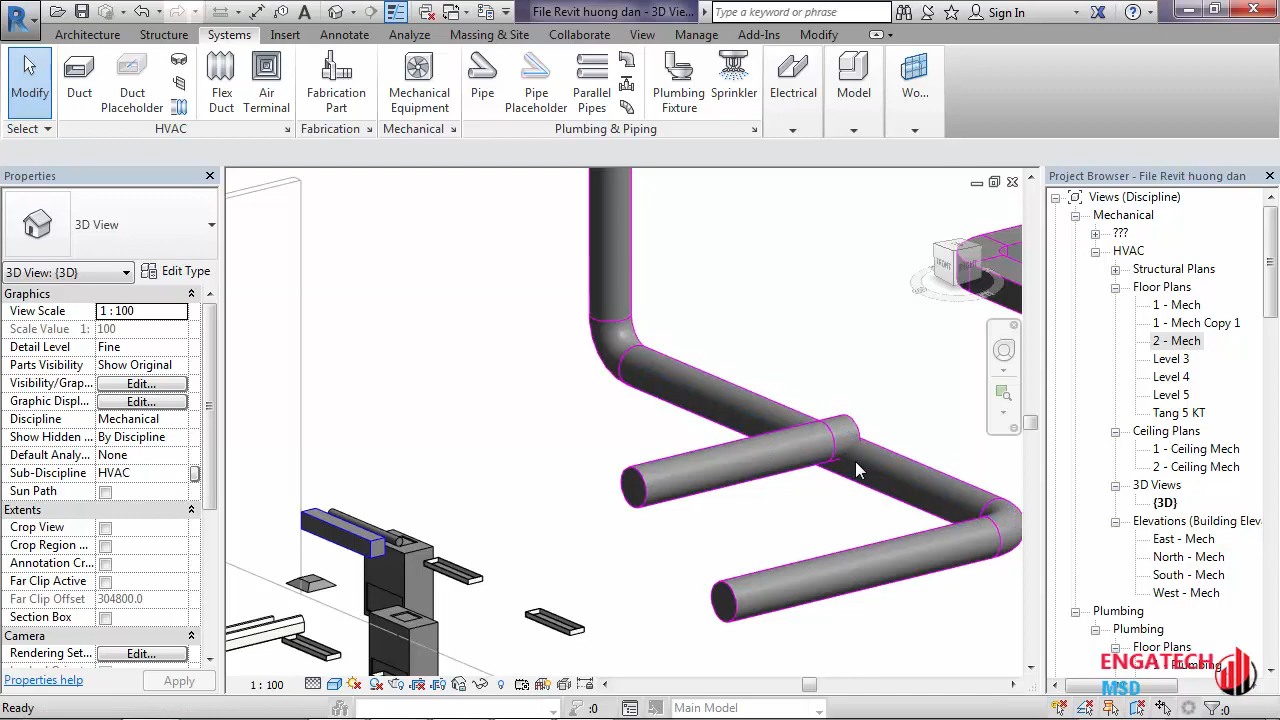 File Revit huong dan - 3D Vie...
Type a keyword or phrase
Sign In
Architecture
Structure
Systems
Insert
Annotate
Analyze
Massing & Site
Collaborate
View
Manage
Add-Ins
Modify
Modify
Duct
Duct
Placeholder
Flex
Duct
Air
Terminal
Fabrication
Part
Mechanical
Equipment
Pipe
Pipe
Placeholder
Parallel
Pipes
Plumbing
Fixture
Sprinkler
Electrical
Model
Wo...
Select
HVAC
Fabrication
Mechanical
Plumbing & Piping
Properties
3D View
3D View: {3D}
Edit Type
Graphics
View Scale 1 : 100
Scale Value 1: 100
Detail Level Fine
Parts Visibility Show Original
Visibility/Grap... Edit...
Graphic Displ... Edit...
Discipline Mechanical
Show Hidden ... By Discipline
Default Analy... None
Sub-Discipline HVAC
Sun Path
Extents
Crop View
Crop Region ...
Annotation Cr...
Far Clip Active
Far Clip Offset 304800.0
Section Box
Camera
Rendering Set... Edit...
Properties help
Apply
FRONT
RIGHT
1 : 100
Project Browser - File Revit huong dan
Views (Discipline)
Mechanical
???
HVAC
Structural Plans
Floor Plans
1 - Mech
1 - Mech Copy 1
2 - Mech
Level 3
Level 4
Level 5
Tang 5 KT
Ceiling Plans
1 - Ceiling Mech
2 - Ceiling Mech
3D Views
{3D}
Elevations (Building Elev
East - Mech
North - Mech
South - Mech
West - Mech
Plumbing
Plumbing
Floor Plans
ENGATECH
MSD
Ready
:0
Main Model
:0